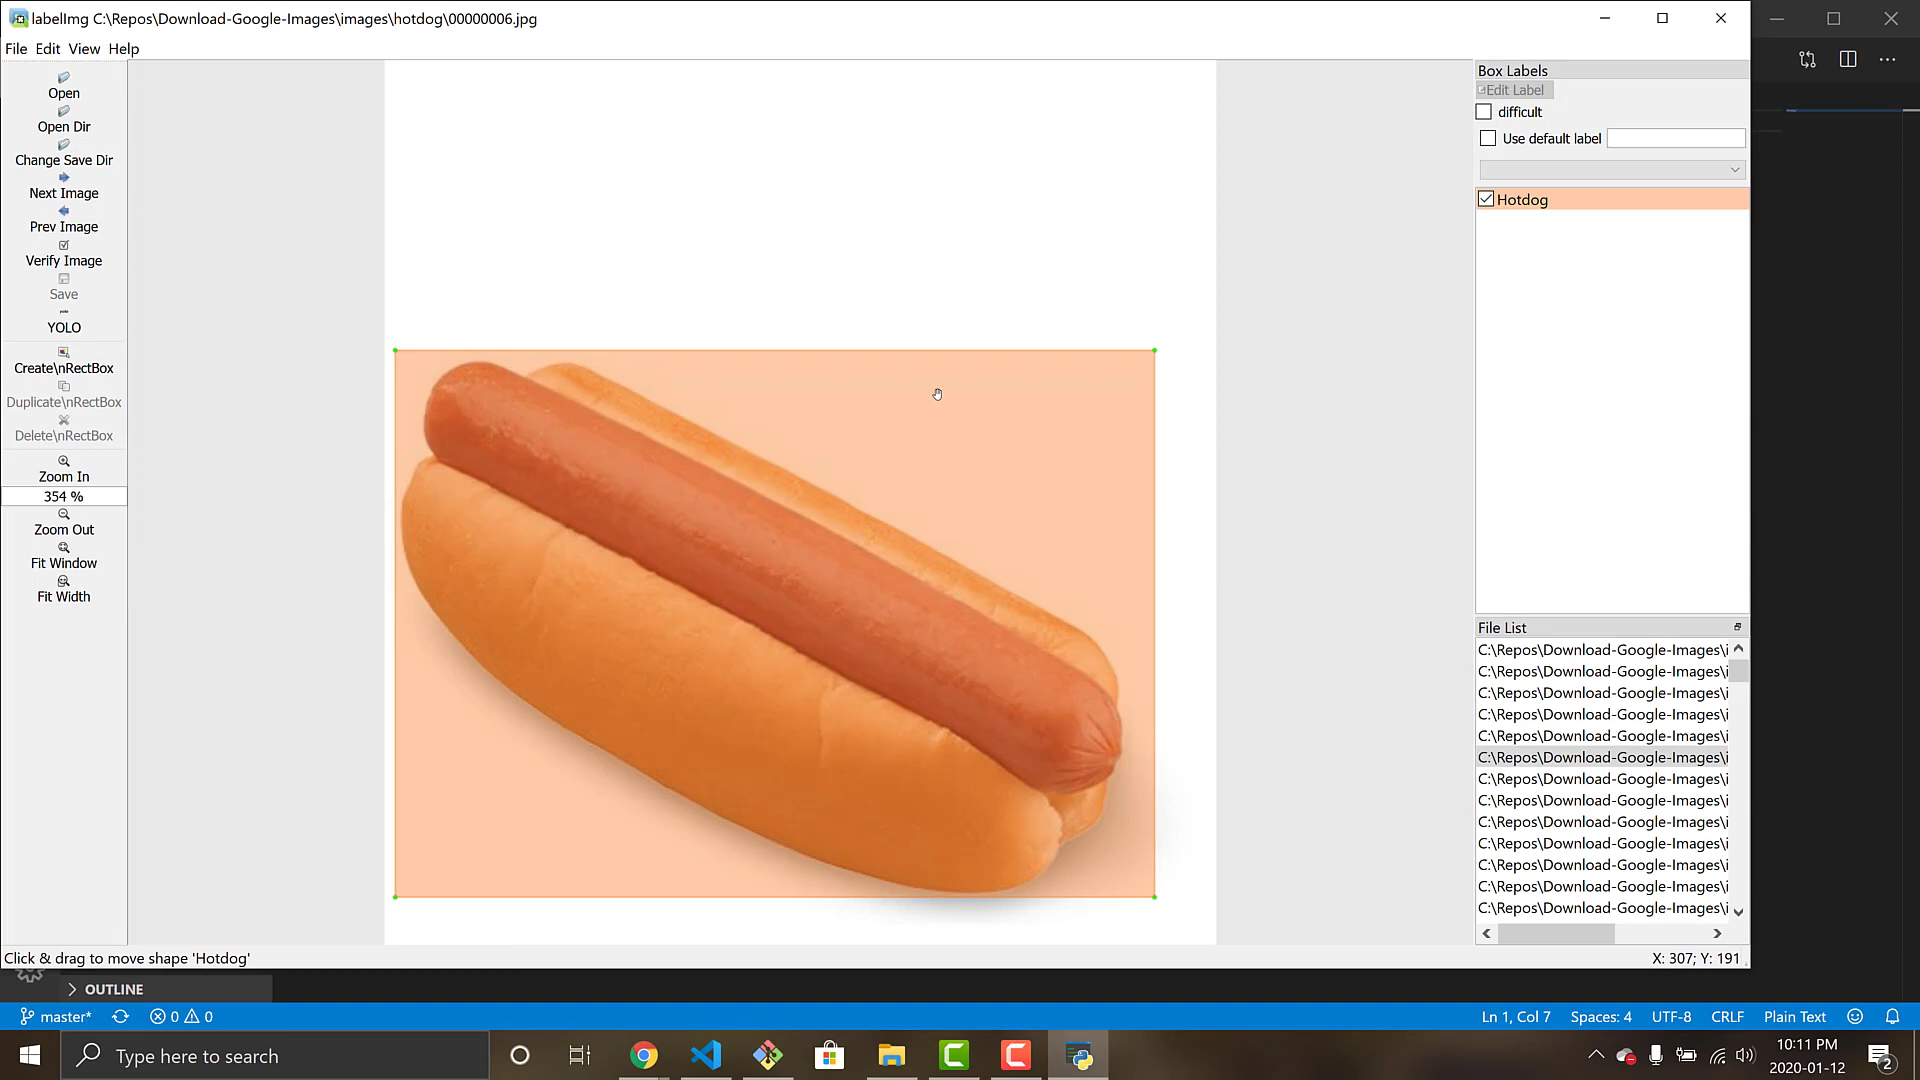 labelImg C:\Repos\Download-Google-Images\images\hotdog\00000006.jpg
File Edit View Help
Open
Open Dir
Change Save Dir
Next Image
Prev Image
Verify Image
Save
YOLO
Create\nRectBox
Duplicate\nRectBox
Delete\nRectBox
Zoom In
354 %
Zoom Out
Fit Window
Fit Width
Box Labels
Edit Label
difficult
Use default label
Hotdog
File List
C:\Repos\Download-Google-Images\i
C:\Repos\Download-Google-Images\i
C:\Repos\Download-Google-Images\i
C:\Repos\Download-Google-Images\i
C:\Repos\Download-Google-Images\i
C:\Repos\Download-Google-Images\i
C:\Repos\Download-Google-Images\i
C:\Repos\Download-Google-Images\i
C:\Repos\Download-Google-Images\i
C:\Repos\Download-Google-Images\i
C:\Repos\Download-Google-Images\i
C:\Repos\Download-Google-Images\i
C:\Repos\Download-Google-Images\i
Click & drag to move shape 'Hotdog'
X: 307; Y: 191
OUTLINE
master* 0 0
Ln 1, Col 7 Spaces: 4 UTF-8 CRLF Plain Text
Type here to search
10:11 PM
2020-01-12
2